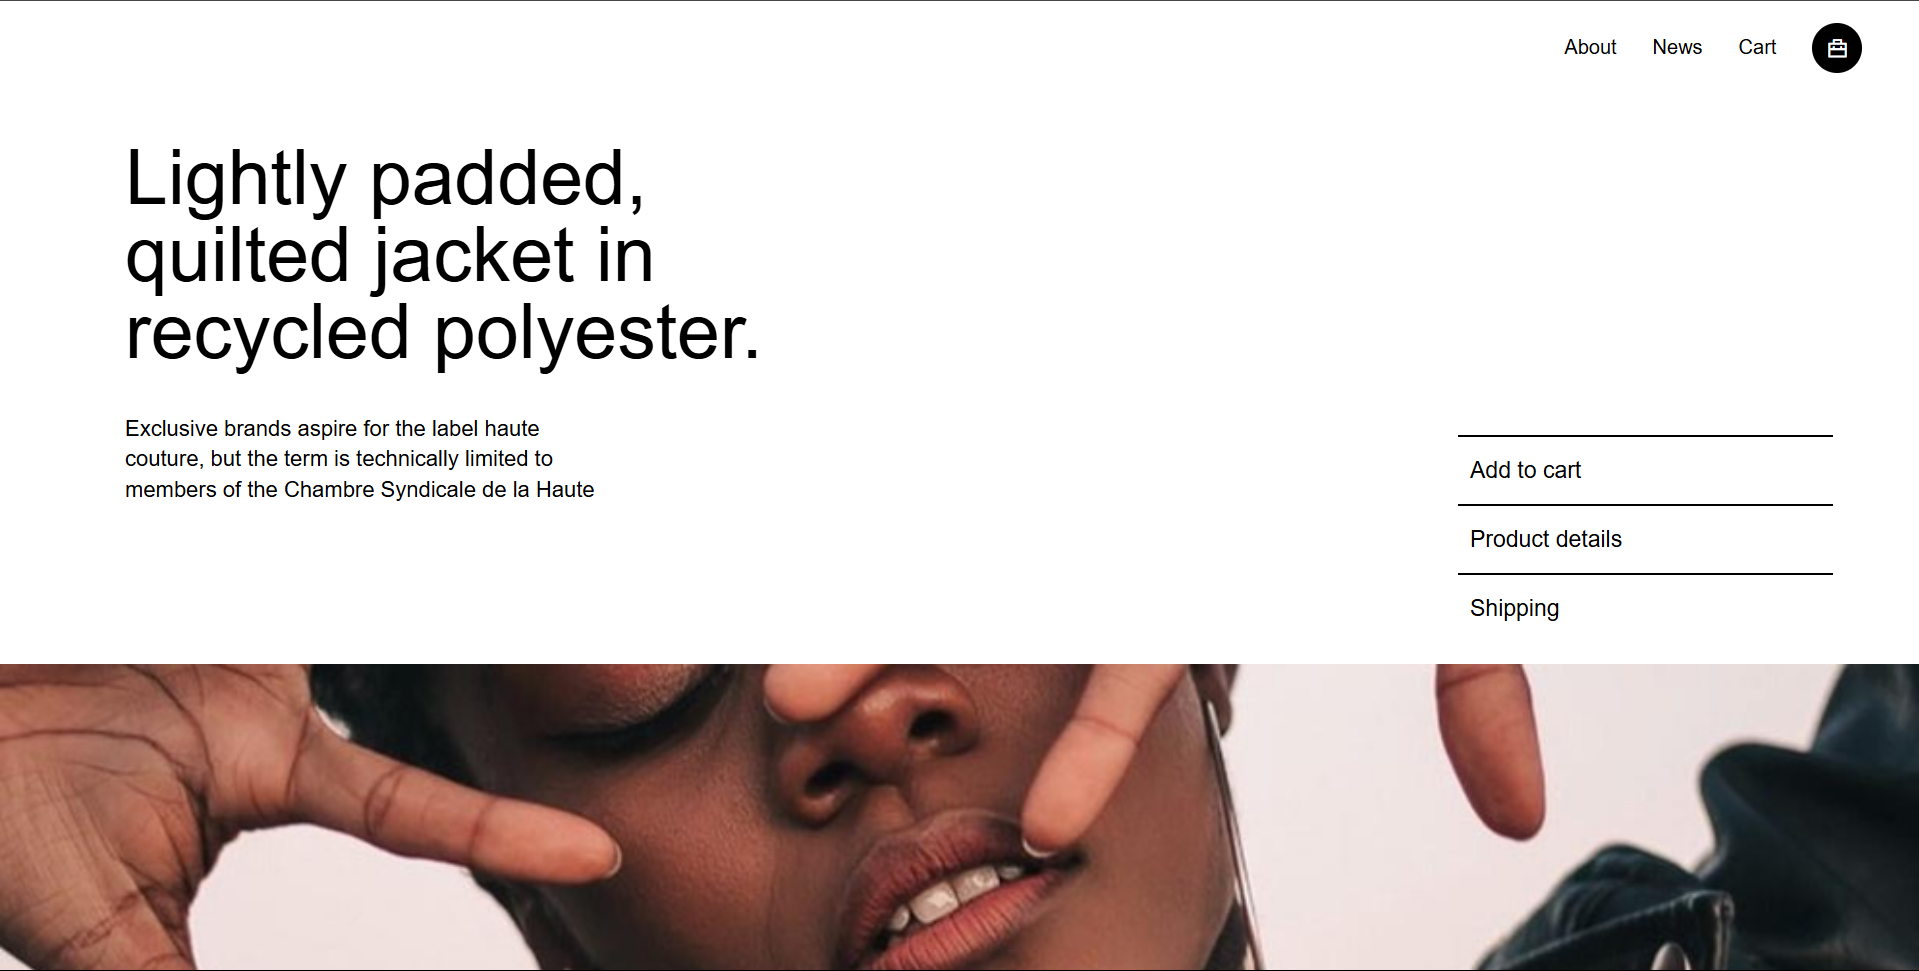 About News Cart
Lightly padded,
quilted jacket in
recycled polyester.
Exclusive brands aspire for the label haute
couture, but the term is technically limited to
members of the Chambre Syndicale de la Haute
Add to cart
Product details
Shipping